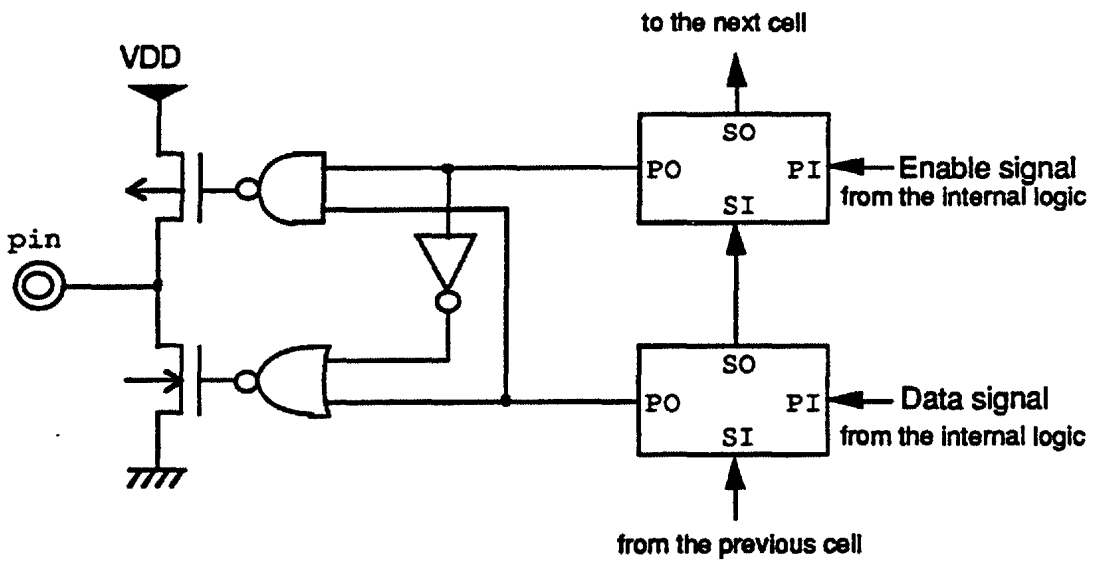 to the next cell
VDD
SO
PO PI Enable signal
from the internal logic
SI
pin
SO
PO PI Data signal
from the internal logic
SI
from the previous cell